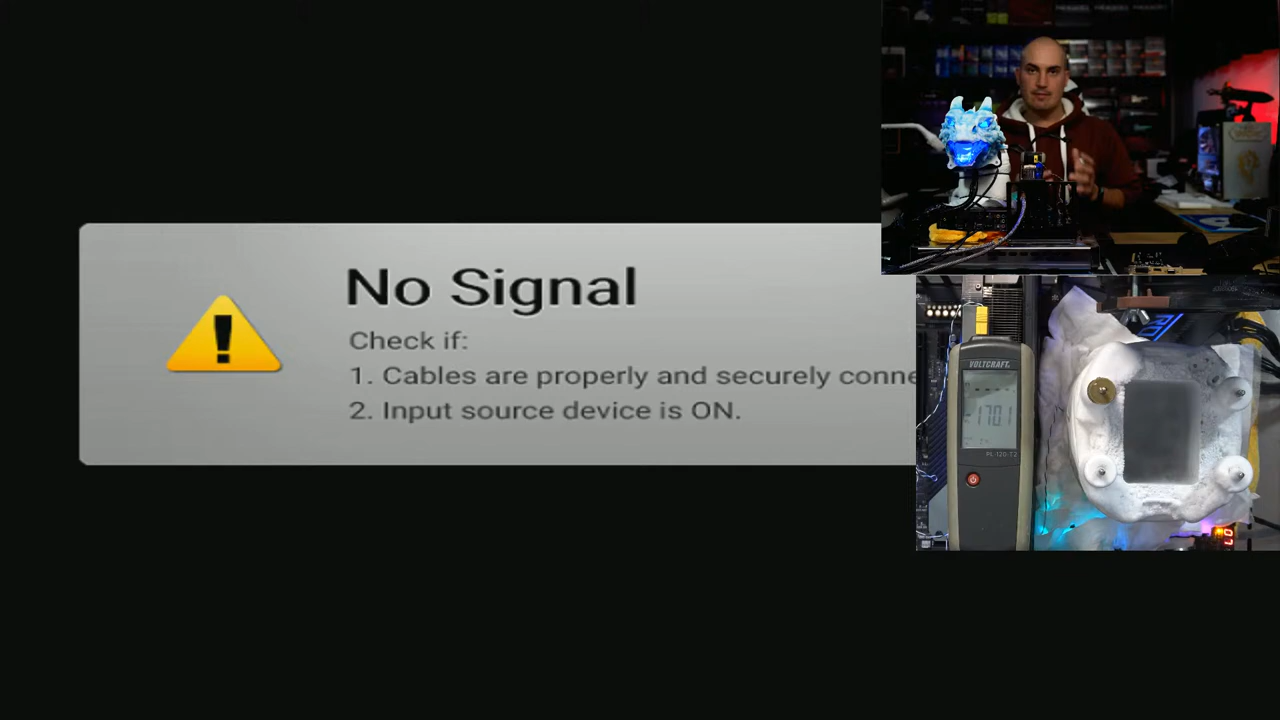 No Signal
Check if:
1. Cables are properly and securely conne
2. Input source device is ON.
VOLTCRAFT
170.1